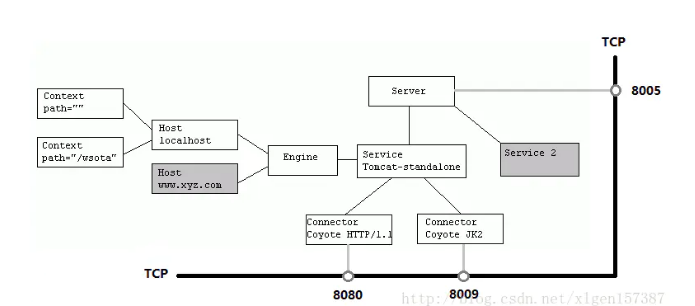 TCP
8005
Server
Context
path=""
Context
path="/wsota"
Host
localhost
Host
www.xyz.com
Engine
Service
Tomcat-standalone
Service 2
Connector
Coyote HTTP/1.1
Connector
Coyote JK2
TCP
8080
8009
http://blog.csdn.net/xlgen157387